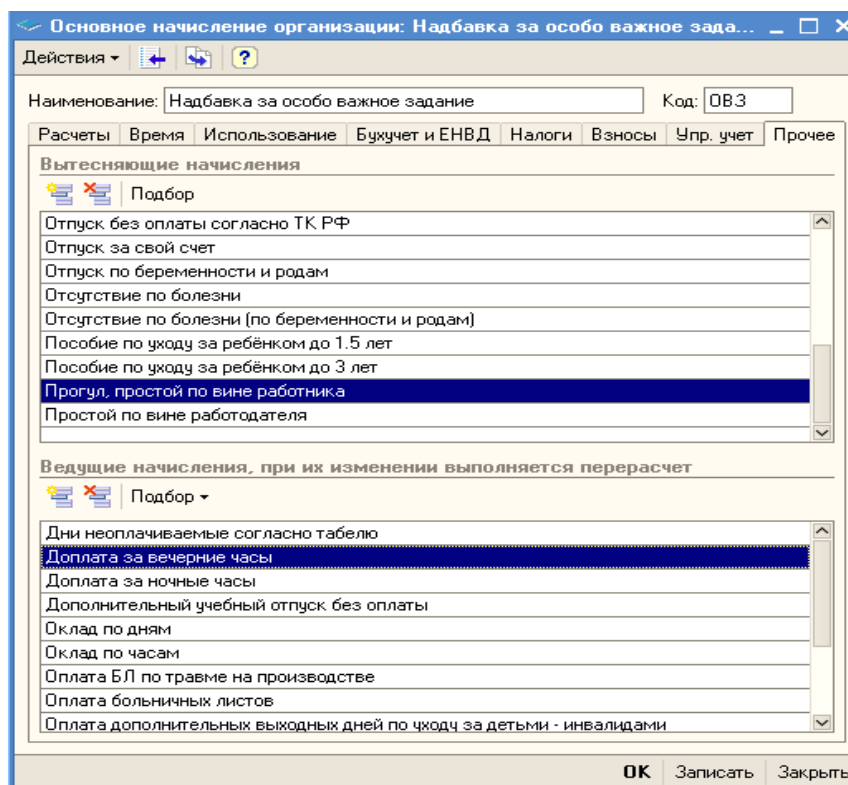 Основное начисление организации: Надбавка за особо важное зада...
Действия
Наименование: Надбавка за особо важное задание Код: ОВЗ
Расчеты Время Использование Бухучет и ЕНВД Налоги Взносы Упр. учет Прочее
Вытесняющие начисления
Подбор
Отпуск без оплаты согласно ТК РФ
Отпуск за свой счет
Отпуск по беременности и родам
Отсутствие по болезни
Отсутствие по болезни (по беременности и родам)
Пособие по уходу за ребёнком до 1.5 лет
Пособие по уходу за ребёнком до 3 лет
Прогул, простой по вине работника
Простой по вине работодателя
Ведущие начисления, при их изменении выполняется перерасчет
Подбор
Дни неоплачиваемые согласно табелю
Доплата за вечерние часы
Доплата за ночные часы
Дополнительный учебный отпуск без оплаты
Оклад по дням
Оклад по часам
Оплата БЛ по травме на производстве
Оплата больничных листов
Оплата дополнительных выходных дней по уходу за детьми - инвалидами
OK Записать Закрыть